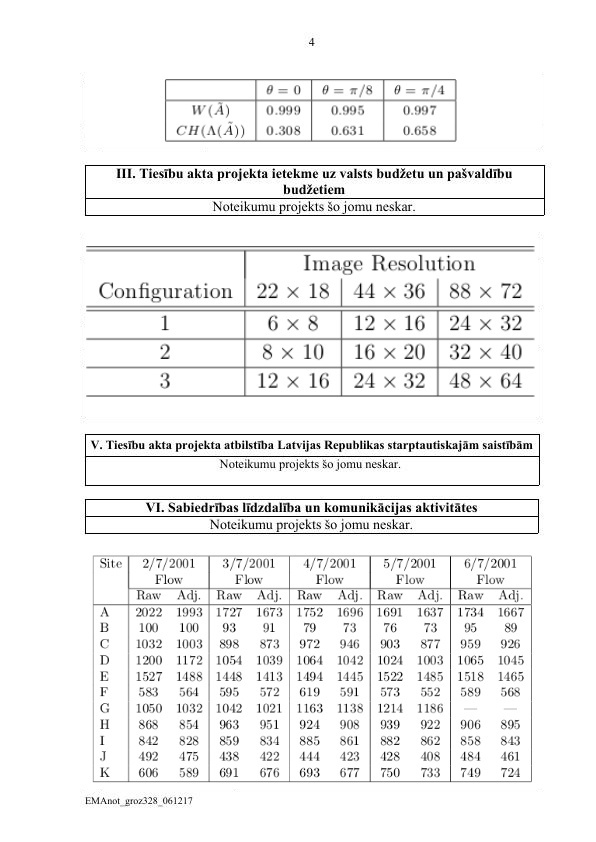 4
θ = 0 θ = π/8 θ = π/4
W(Ã) 0.999 0.995 0.997
CH(Λ(Ã)) 0.308 0.631 0.658
III. Tiesību akta projekta ietekme uz valsts budžetu un pašvaldību
budžetiem
Noteikumu projekts šo jomu neskar.
Image Resolution
Configuration 22 × 18 44 × 36 88 × 72
1 6 × 8 12 × 16 24 × 32
2 8 × 10 16 × 20 32 × 40
3 12 × 16 24 × 32 48 × 64
V. Tiesību akta projekta atbilstība Latvijas Republikas starptautiskajām saistībām
Noteikumu projekts šo jomu neskar.
VI. Sabiedrības līdzdalība un komunikācijas aktivitātes
Noteikumu projekts šo jomu neskar.
Site 2/7/2001 3/7/2001 4/7/2001 5/7/2001 6/7/2001
Flow Flow Flow Flow Flow
Raw Adj. Raw Adj. Raw Adj. Raw Adj. Raw Adj.
A 2022 1993 1727 1673 1752 1696 1691 1637 1734 1667
B 100 100 93 91 79 73 76 73 95 89
C 1032 1003 898 873 972 946 903 877 959 926
D 1200 1172 1054 1039 1064 1042 1024 1003 1065 1045
E 1527 1488 1448 1413 1494 1445 1522 1485 1518 1465
F 583 564 595 572 619 591 573 552 589 568
G 1050 1032 1042 1021 1163 1138 1214 1186 — —
H 868 854 963 951 924 908 939 922 906 895
I 842 828 859 834 885 861 882 862 858 843
J 492 475 438 422 444 423 428 408 484 461
K 606 589 691 676 693 677 750 733 749 724
EMAnot_groz328_061217